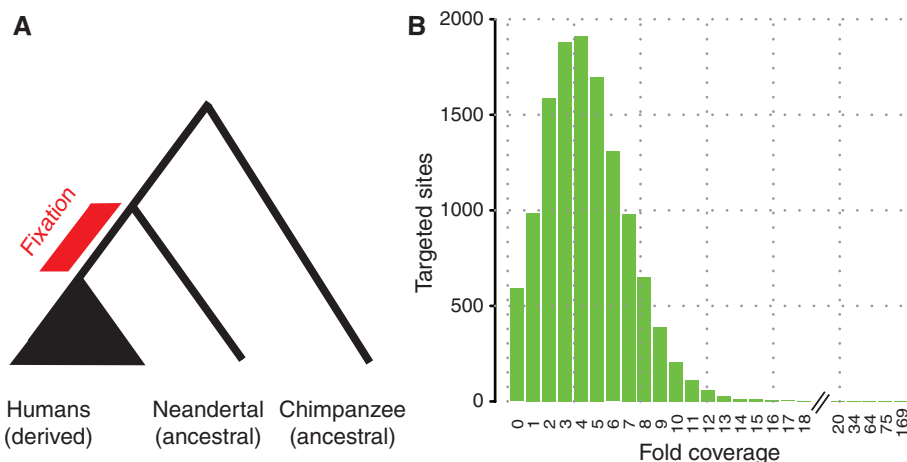 A
Fixation
Humans
(derived)
Neandertal
(ancestral)
Chimpanzee
(ancestral)
B
Targeted sites
2000
1500
1000
500
0
0 1 2 3 4 5 6 7 8 9 10 11 12 13 14 15 16 17 18 20 34 64 75 169
Fold coverage